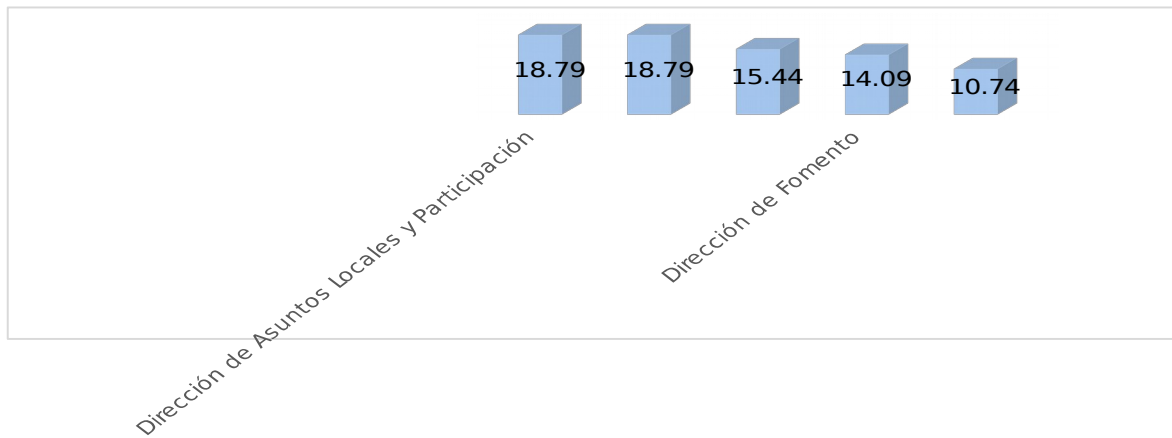 18.79
18.79
15.44
14.09
10.74
Dirección de Asuntos Locales y Participación
Dirección de Fomento